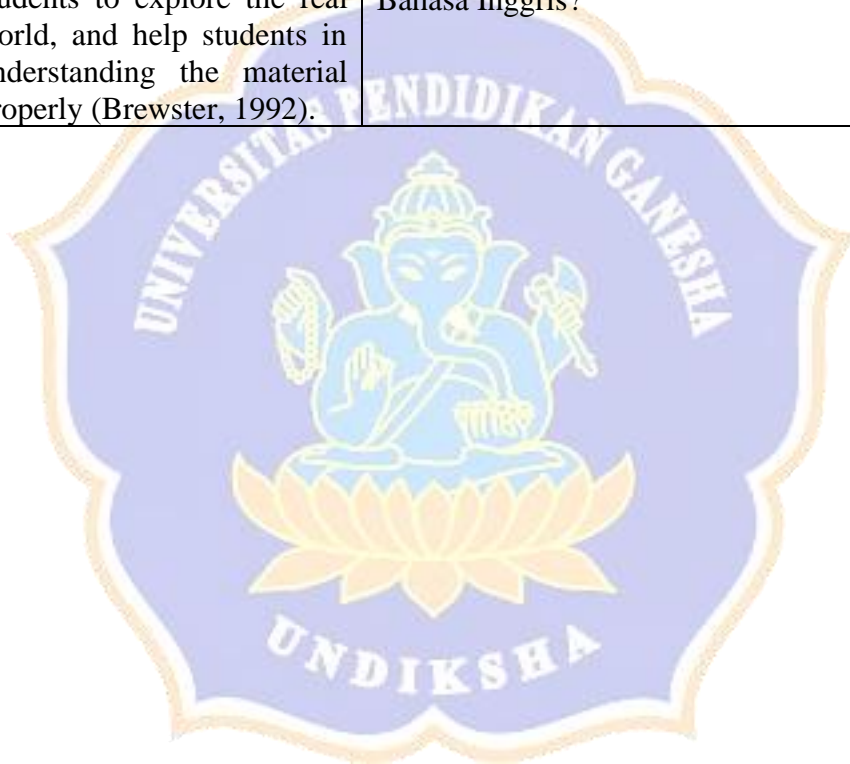 students to explore the real
world, and help students in
understanding the material
properly (Brewster, 1992).
Bahasa Inggris?
UNIVERSITAS PENDIDIKAN GANESHA
UNDIKSHA